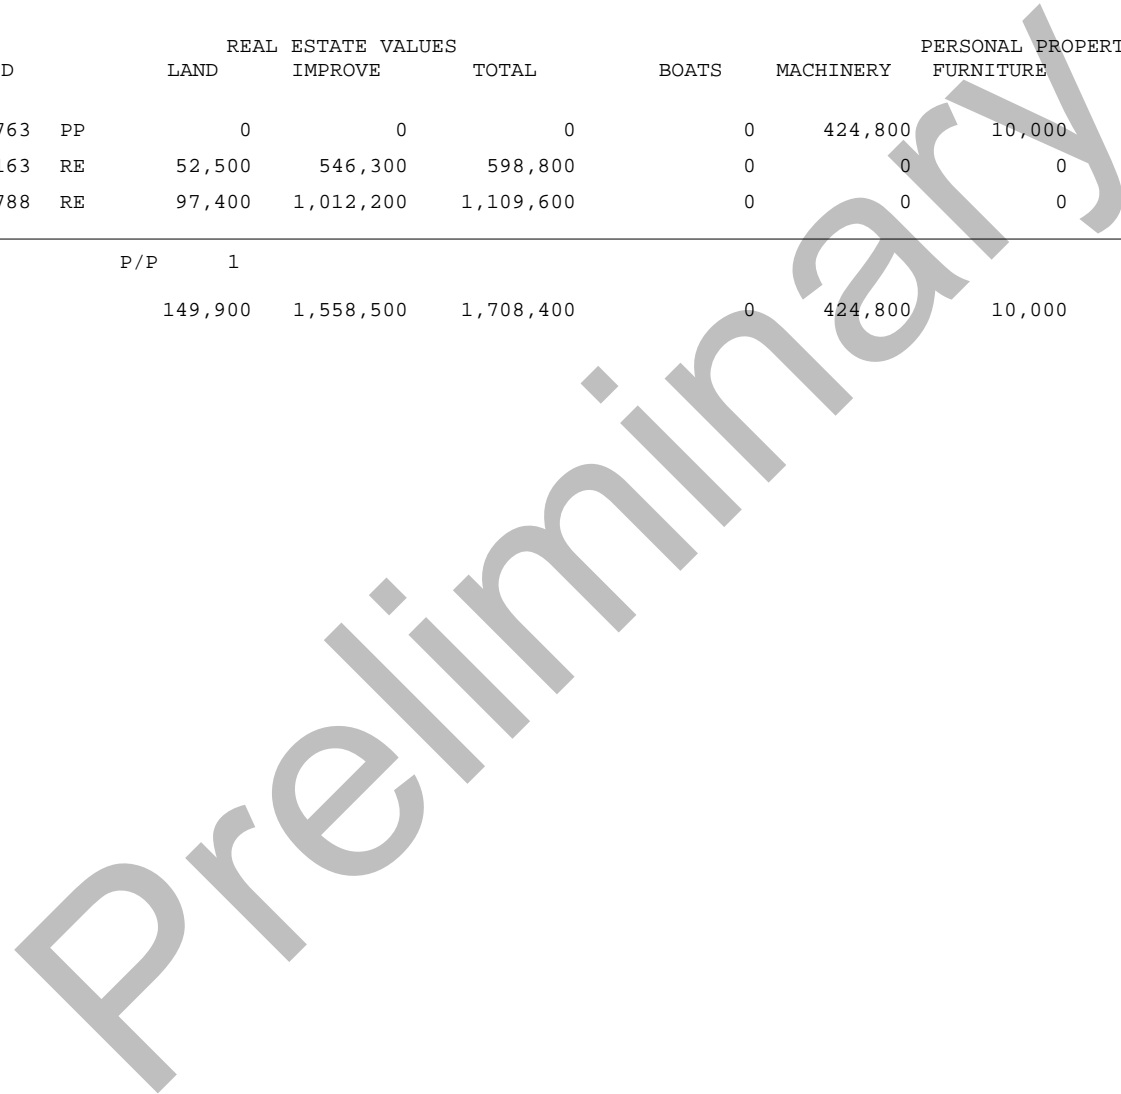 REAL ESTATE VALUES PERSONAL PROPERT
D LAND IMPROVE TOTAL BOATS MACHINERY FURNITURE
763 PP 0 0 0 0 424,800 10,000
163 RE 52,500 546,300 598,800 0 0 0
788 RE 97,400 1,012,200 1,109,600 0 0 0
P/P 1
149,900 1,558,500 1,708,400 0 424,800 10,000
Preliminary